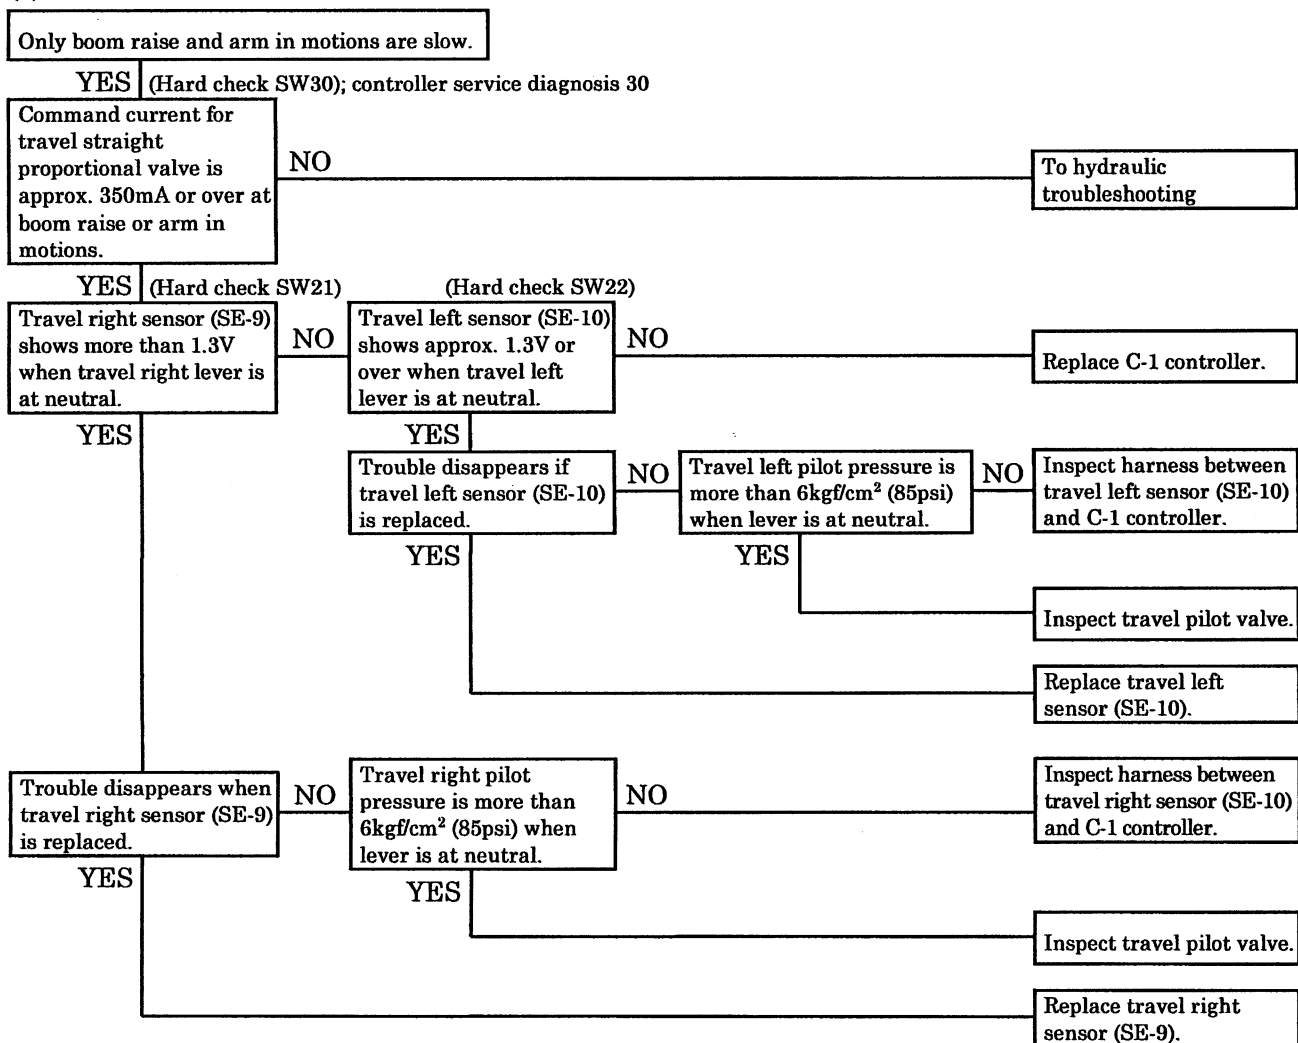 Only boom raise and arm in motions are slow.
YES (Hard check SW30); controller service diagnosis 30
Command current for
travel straight
proportional valve is
approx. 350mA or over at
boom raise or arm in
motions.
NO
To hydraulic
troubleshooting
YES (Hard check SW21)
Travel right sensor (SE-9)
shows more than 1.3V
when travel right lever is
at neutral.
NO
(Hard check SW22)
Travel left sensor (SE-10)
shows approx. 1.3V or
over when travel left
lever is at neutral.
NO
Replace C-1 controller.
YES
YES
Trouble disappears if
travel left sensor (SE-10)
is replaced.
NO
Travel left pilot pressure is
more than 6kgf/cm² (85psi)
when lever is at neutral.
NO
Inspect harness between
travel left sensor (SE-10)
and C-1 controller.
YES
YES
Inspect travel pilot valve.
Replace travel left
sensor (SE-10).
Trouble disappears when
travel right sensor (SE-9)
is replaced.
NO
Travel right pilot
pressure is more than
6kgf/cm² (85psi) when
lever is at neutral.
NO
Inspect harness between
travel right sensor (SE-10)
and C-1 controller.
YES
YES
Inspect travel pilot valve.
Replace travel right
sensor (SE-9).